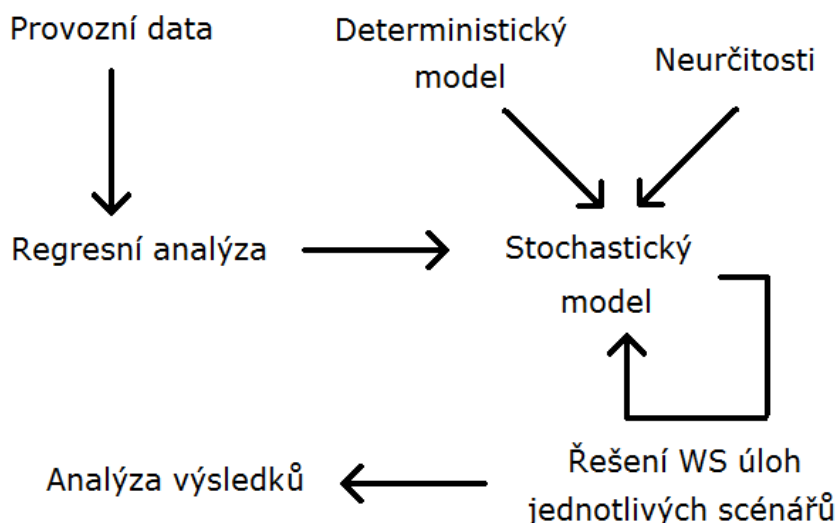 Provozní data
Deterministický
model
Neurčitosti
Regresní analýza
Stochastický
model
Analýza výsledků
Řešení WS úloh
jednotlivých scénářů